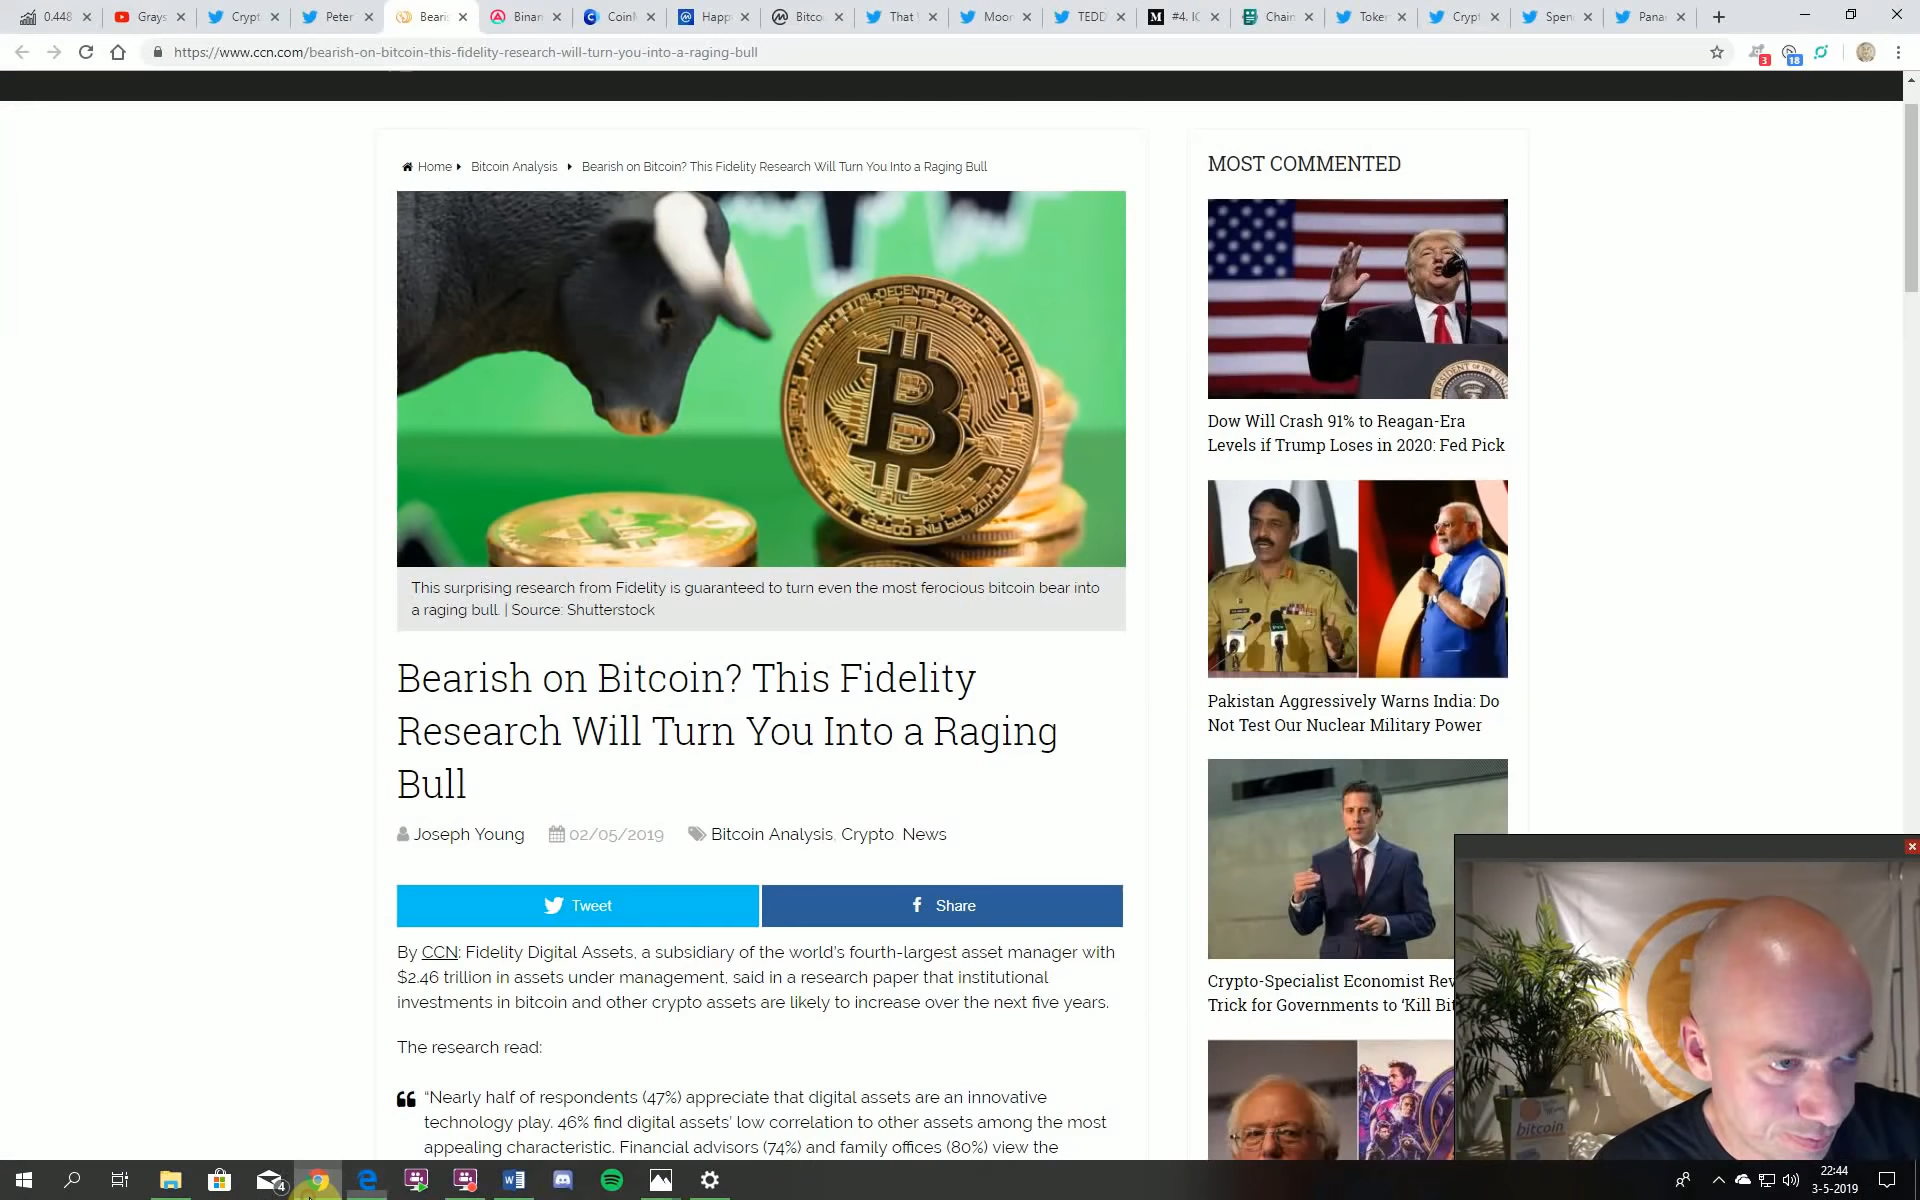 0.448
Grays
Crypt
Peter
Bearis
Binan
CoinM
Happ
Bitco
That
Moor
TEDD
#4. IC
Chain
Token
Crypt
Spen
Pana
https://www.ccn.com/bearish-on-bitcoin-this-fidelity-research-will-turn-you-into-a-raging-bull
3
18
Home
Bitcoin Analysis
Bearish on Bitcoin? This Fidelity Research Will Turn You Into a Raging Bull
This surprising research from Fidelity is guaranteed to turn even the most ferocious bitcoin bear into
a raging bull. | Source: Shutterstock
Bearish on Bitcoin? This Fidelity
Research Will Turn You Into a Raging
Bull
Joseph Young 02/05/2019 Bitcoin Analysis, Crypto News
Tweet
Share
By CCN: Fidelity Digital Assets, a subsidiary of the world's fourth-largest asset manager with
$2.46 trillion in assets under management, said in a research paper that institutional
investments in bitcoin and other crypto assets are likely to increase over the next five years.
The research read:
“Nearly half of respondents (47%) appreciate that digital assets are an innovative
technology play. 46% find digital assets' low correlation to other assets among the most
appealing characteristic. Financial advisors (74%) and family offices (80%) view the
MOST COMMENTED
Dow Will Crash 91% to Reagan-Era
Levels if Trump Loses in 2020: Fed Pick
Pakistan Aggressively Warns India: Do
Not Test Our Nuclear Military Power
Crypto-Specialist Economist Rev
Trick for Governments to ‘Kill Bit
bitcoin
4
22:44
3-5-2019